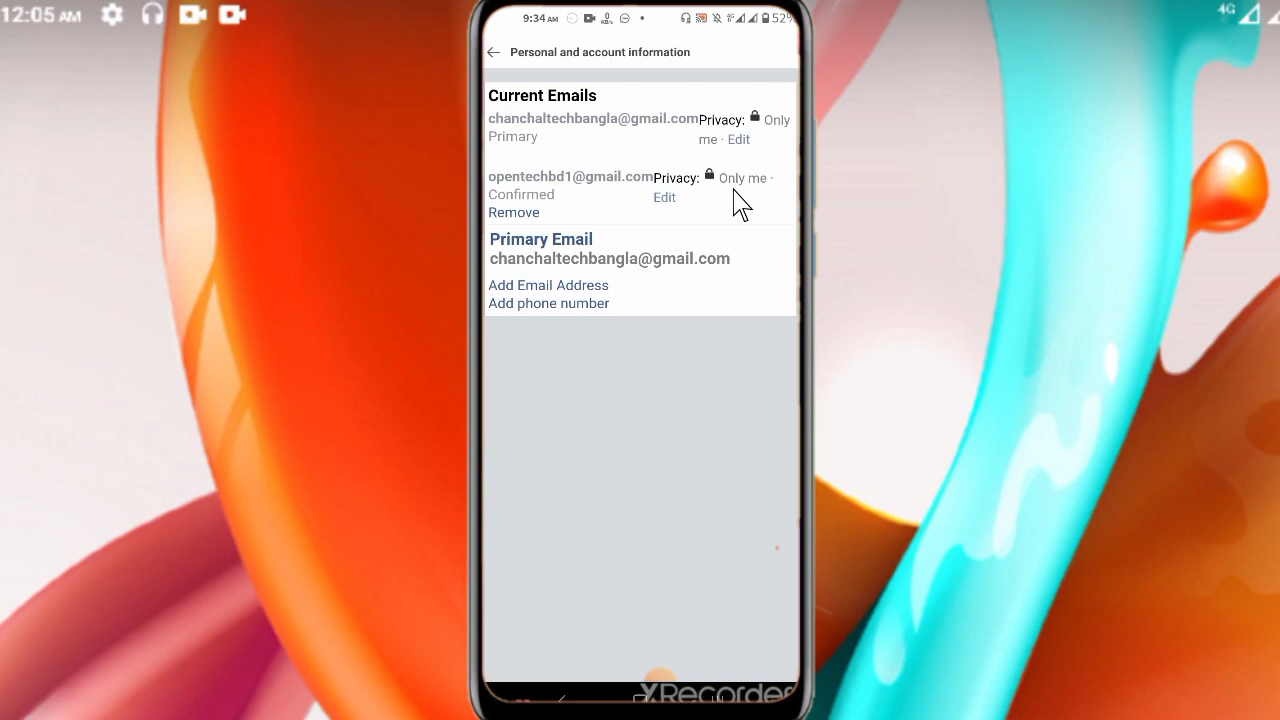 12:05 AM
4G
9:34 AM
52%
Personal and account information
Current Emails
chanchaltechbangla@gmail.com Privacy: Only
Primary
me · Edit
opentechbd1@gmail.com Privacy: Only me ·
Confirmed
Edit
Remove
Primary Email
chanchaltechbangla@gmail.com
Add Email Address
Add phone number
XRecorder